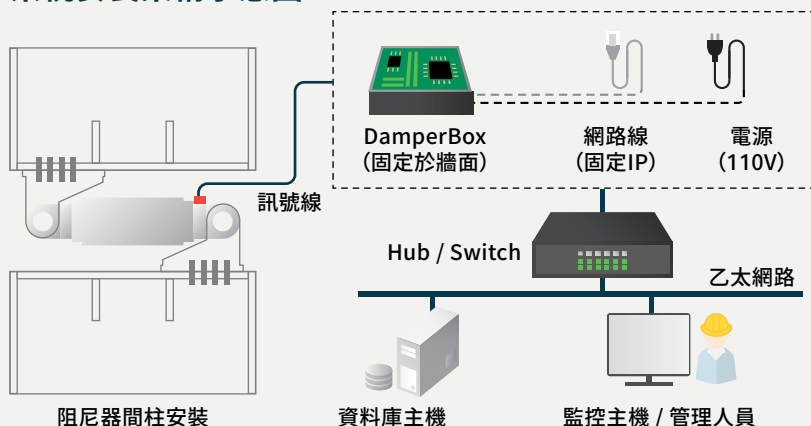 DamperBox
(固定於牆面)
網路線
(固定IP)
電源
(110V)
訊號線
Hub / Switch
乙太網路
阻尼器間柱安裝
資料庫主機
監控主機 / 管理人員